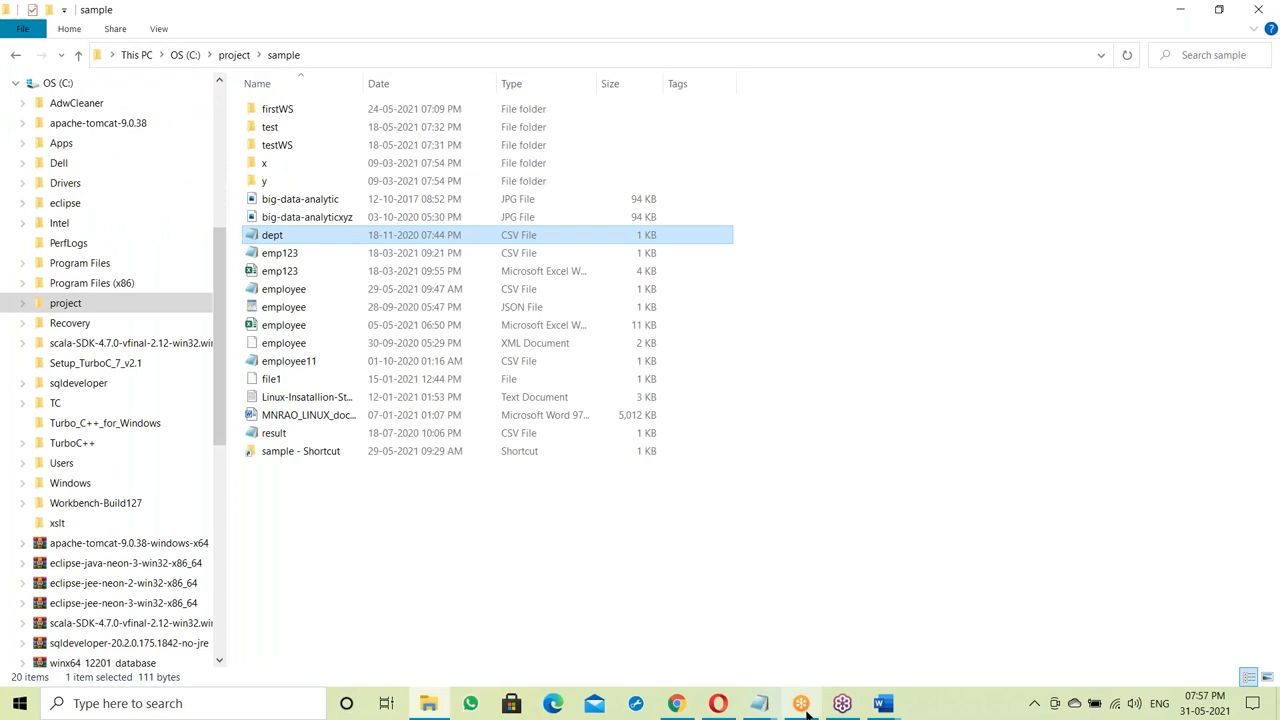 sample
File Home Share View
This PC OS (C:) project sample Search sample
Name Date Type Size Tags
OS (C:)
AdwCleaner
apache-tomcat-9.0.38
Apps
Dell
Drivers
eclipse
Intel
PerfLogs
Program Files
Program Files (x86)
project
Recovery
scala-SDK-4.7.0-vfinal-2.12-win32.wi
Setup_TurboC_7_v2.1
sqldeveloper
TC
Turbo_C++_for_Windows
TurboC++
Users
Windows
Workbench-Build127
xslt
apache-tomcat-9.0.38-windows-x64
eclipse-java-neon-3-win32-x86_64
eclipse-jee-neon-2-win32-x86_64
eclipse-jee-neon-3-win32-x86_64
scala-SDK-4.7.0-vfinal-2.12-win32.wi
sqldeveloper-20.2.0.175.1842-no-jre
winx64_12201_database
firstWS 24-05-2021 07:09 PM File folder
test 18-05-2021 07:32 PM File folder
testWS 18-05-2021 07:31 PM File folder
x 09-03-2021 07:54 PM File folder
y 09-03-2021 07:54 PM File folder
big-data-analytic 12-10-2017 08:52 PM JPG File 94 KB
big-data-analyticxyz 03-10-2020 05:30 PM JPG File 94 KB
dept 18-11-2020 07:44 PM CSV File 1 KB
emp123 18-03-2021 09:21 PM CSV File 1 KB
emp123 18-03-2021 09:55 PM Microsoft Excel W... 4 KB
employee 29-05-2021 09:47 AM CSV File 1 KB
employee 28-09-2020 05:47 PM JSON File 1 KB
employee 05-05-2021 06:50 PM Microsoft Excel W... 11 KB
employee 30-09-2020 05:29 PM XML Document 2 KB
employee11 01-10-2020 01:16 AM CSV File 1 KB
file1 15-01-2021 12:44 PM File 1 KB
Linux-Insatallion-St... 12-01-2021 01:53 PM Text Document 3 KB
MNRAO_LINUX_doc... 07-01-2021 01:07 PM Microsoft Word 97... 5,012 KB
result 18-07-2020 10:06 PM CSV File 1 KB
sample - Shortcut 29-05-2021 09:29 AM Shortcut 1 KB
20 items 1 item selected 111 bytes
Type here to search
ENG
07:57 PM
31-05-2021